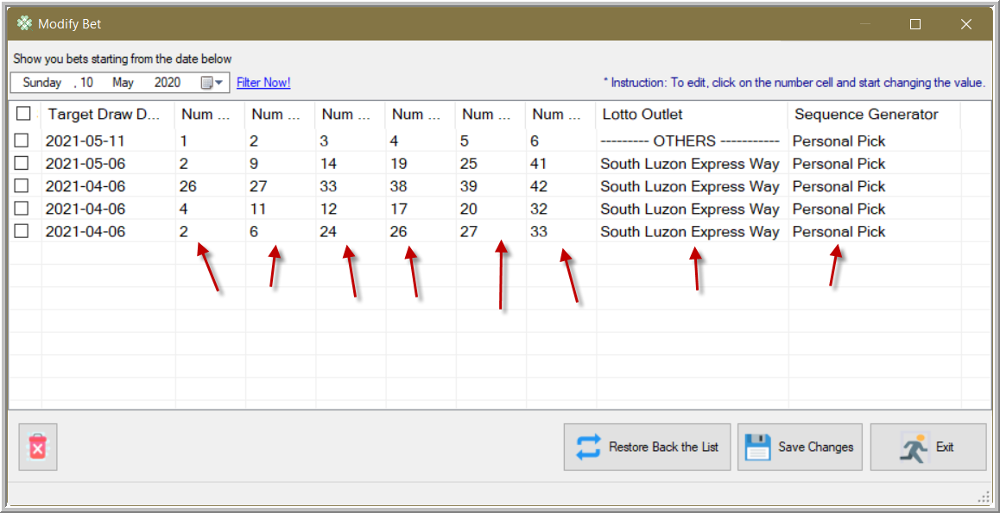 Modify Bet
Show you bets starting from the date below
Sunday , 10 May 2020 Filter Now! * Instruction: To edit, click on the number cell and start changing the value.
Target Draw D... Num ... Num ... Num ... Num ... Num ... Num ... Lotto Outlet Sequence Generator
2021-05-11 1 2 3 4 5 6 --------- OTHERS ----------- Personal Pick
2021-05-06 2 9 14 19 25 41 South Luzon Express Way Personal Pick
2021-04-06 26 27 33 38 39 42 South Luzon Express Way Personal Pick
2021-04-06 4 11 12 17 20 32 South Luzon Express Way Personal Pick
2021-04-06 2 6 24 26 27 33 South Luzon Express Way Personal Pick
Restore Back the List Save Changes Exit